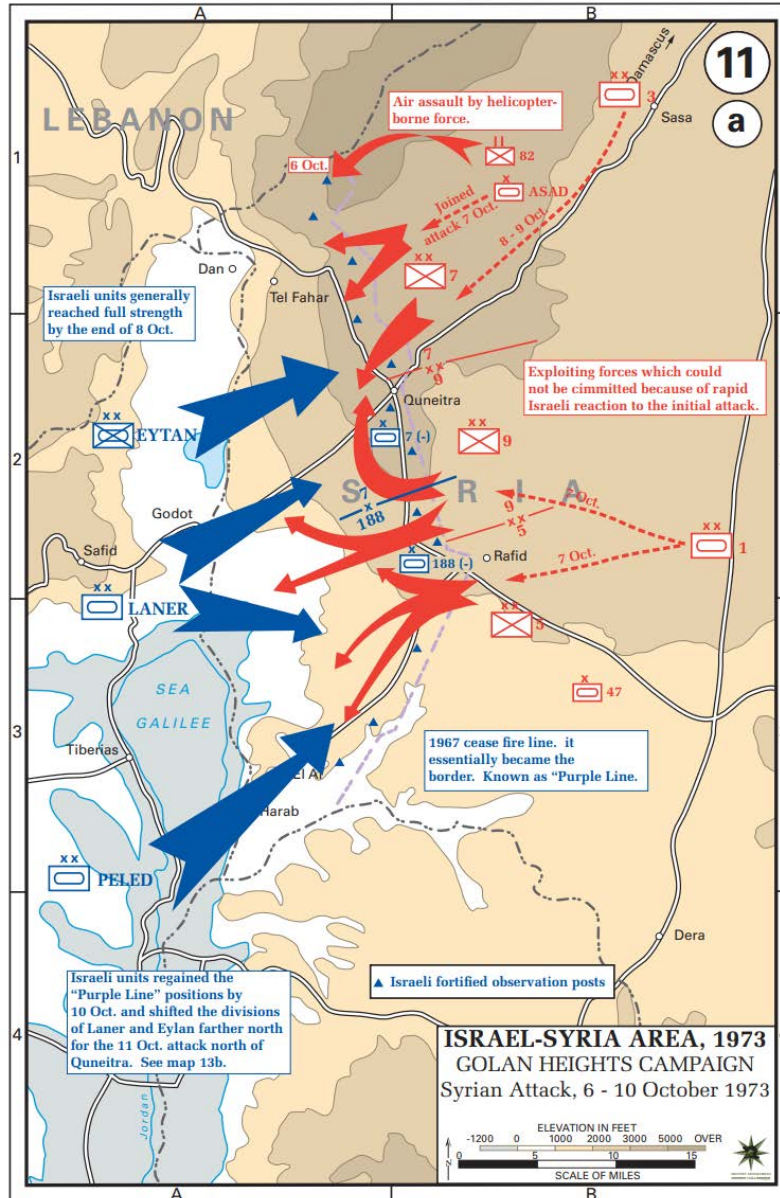 A
B
11
a
LEBANON
Damascus
x x
3
Sasa
Air assault by helicopter-
borne force.
1
6 Oct.
82
x
ASAD
Joined
attack 7 Oct.
8 - 9 Oct.
Dan
Tel Fahar
x x
7
Israeli units generally
reached full strength
by the end of 8 Oct.
7
x x
9
Exploiting forces which could
not be cimmitted because of rapid
Israeli reaction to the initial attack.
Quneitra
x x
EYTAN
x
7 (-)
x x
9
2
SYRIA
7
x
188
7 Oct.
9
x x
5
Godot
Safid
x
188 (-)
Rafid
7 Oct.
x x
1
x x
LANER
x x
5
x
47
SEA
GALILEE
3
Tiberias
1967 cease fire line. it
essentially became the
border. Known as "Purple Line.
El Al
Harab
x x
PELED
Dera
Israeli units regained the
"Purple Line" positions by
10 Oct. and shifted the divisions
of Laner and Eylan farther north
for the 11 Oct. attack north of
Quneitra. See map 13b.
Israeli fortified observation posts
4
Jordan
ISRAEL-SYRIA AREA, 1973
GOLAN HEIGHTS CAMPAIGN
Syrian Attack, 6 - 10 October 1973
ELEVATION IN FEET
-1200 0 1000 2000 3000 5000 OVER
0 5 10 15
SCALE OF MILES
N
A
B